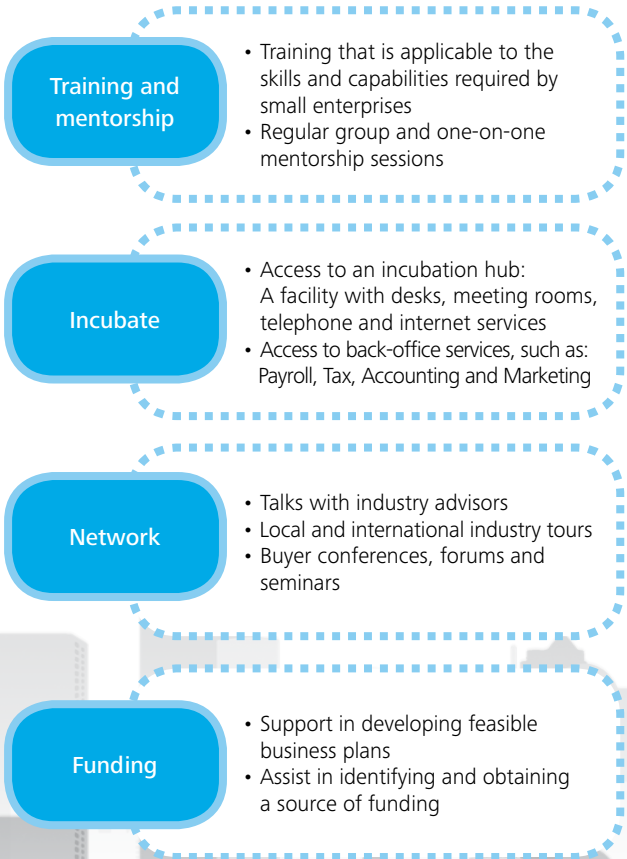 Training and
mentorship
• Training that is applicable to the
skills and capabilities required by
small enterprises
• Regular group and one-on-one
mentorship sessions
Incubate
• Access to an incubation hub:
A facility with desks, meeting rooms,
telephone and internet services
• Access to back-office services, such as:
Payroll, Tax, Accounting and Marketing
Network
• Talks with industry advisors
• Local and international industry tours
• Buyer conferences, forums and
seminars
Funding
• Support in developing feasible
business plans
• Assist in identifying and obtaining
a source of funding